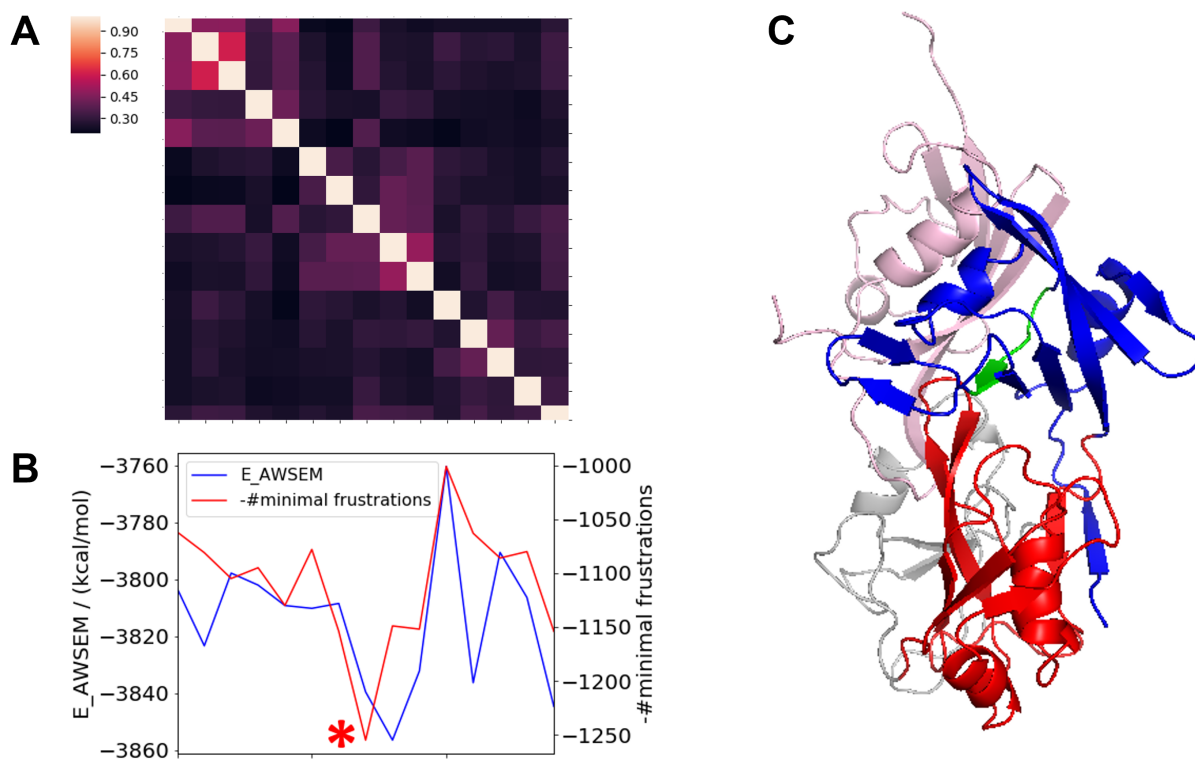 A
0.90
0.75
0.60
0.45
0.30
C
B
−3760
−3780
−3800
−3820
−3840
−3860
E_AWSEM / (kcal/mol)
E_AWSEM
-#minimal frustrations
*
−1000
−1050
−1100
−1150
−1200
−1250
-#minimal frustrations